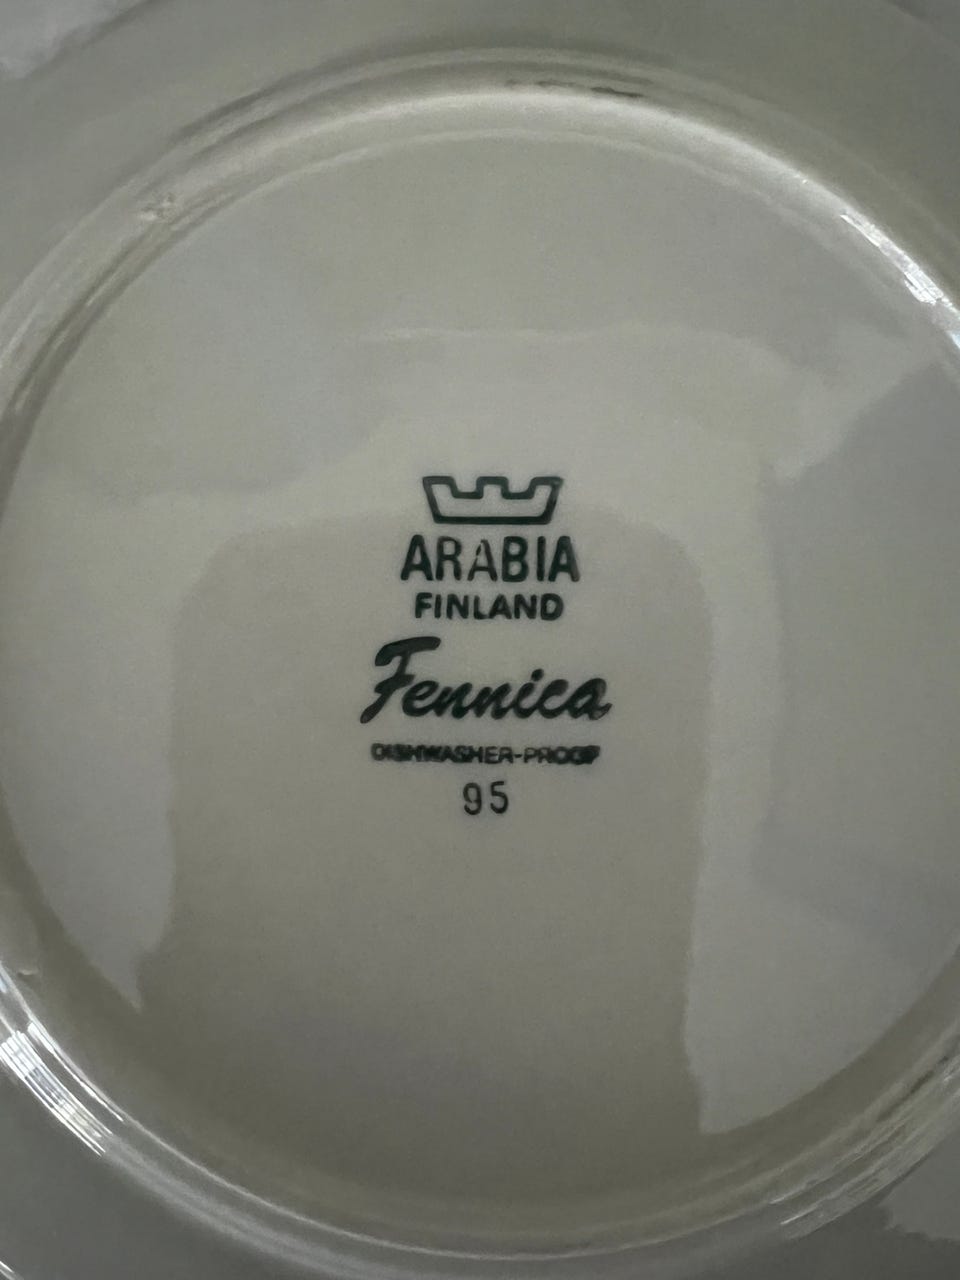 ARABIA
FINLAND
Fennica
DISHWASHER-PROOF
95